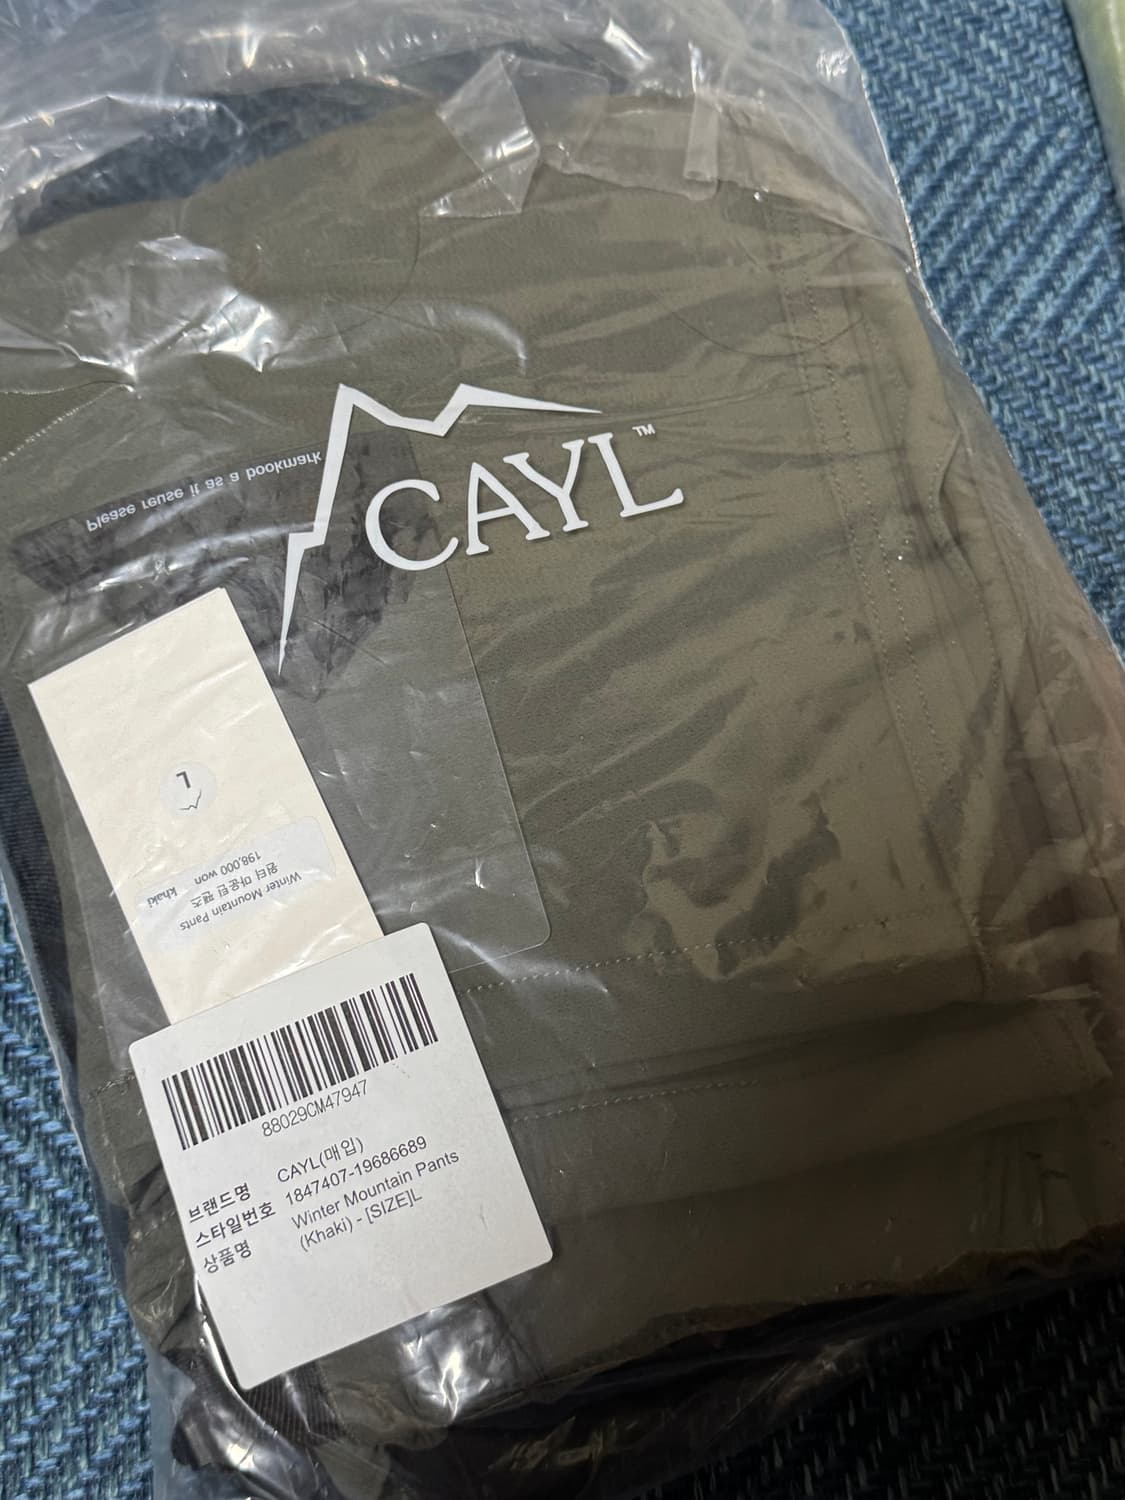 CAYL™
Please reuse it as a bookmark
L
Winter Mountain Pants
윈터 마운틴 팬츠 khaki
198,000 won
88029CM47947
브랜드명 CAYL(매입)
스타일번호 1847407-19686689
상품명 Winter Mountain Pants
(Khaki) - [SIZE]L